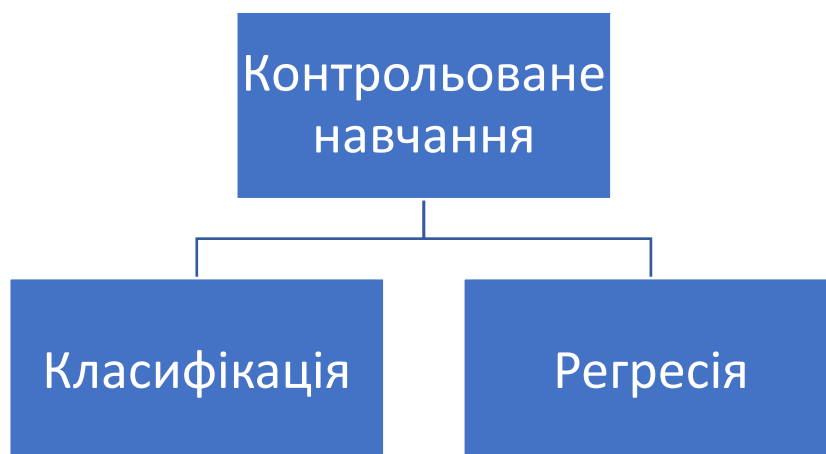 Контрольоване
навчання
Класифікація
Регресія